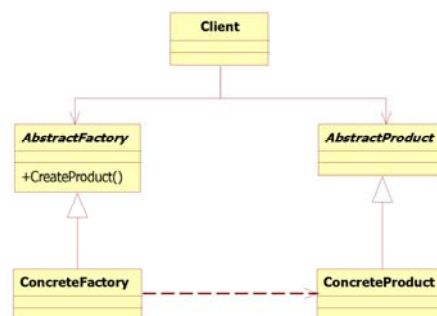 Client
AbstractFactory
AbstractProduct
+CreateProduct()
ConcreteFactory
ConcreteProduct